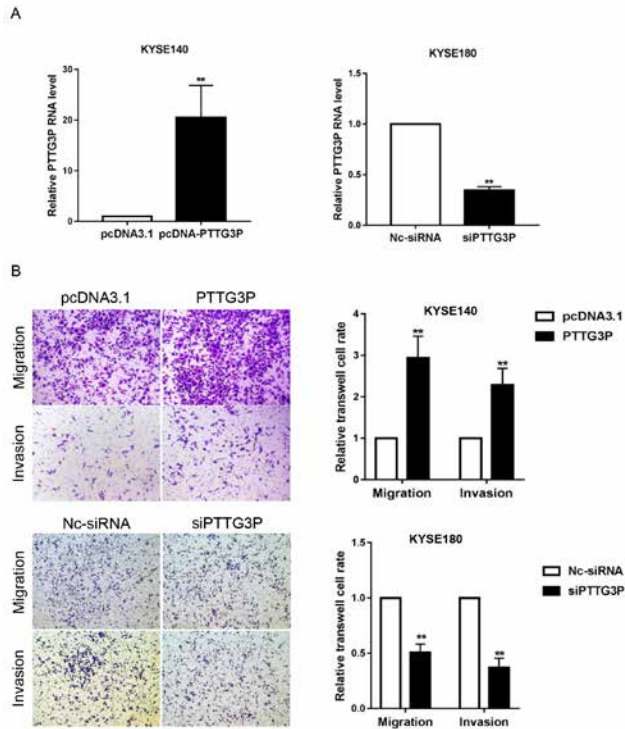 A
KYSE140
Relative PTTG3P RNA level
30
20
10
0
**
pcDNA3.1 pcDNA-PTTG3P
KYSE180
Relative PTTG3P RNA level
1.5
1.0
0.5
0.0
**
Nc-siRNA siPTTG3P
B
pcDNA3.1 PTTG3P
Migration
Invasion
KYSE140
pcDNA3.1
PTTG3P
Relative transwell cell rate
4
3
2
1
0
**
**
Migration Invasion
Nc-siRNA siPTTG3P
Migration
Invasion
KYSE180
Nc-siRNA
siPTTG3P
Relative transwell cell rate
1.5
1.0
0.5
0.0
**
**
Migration Invasion